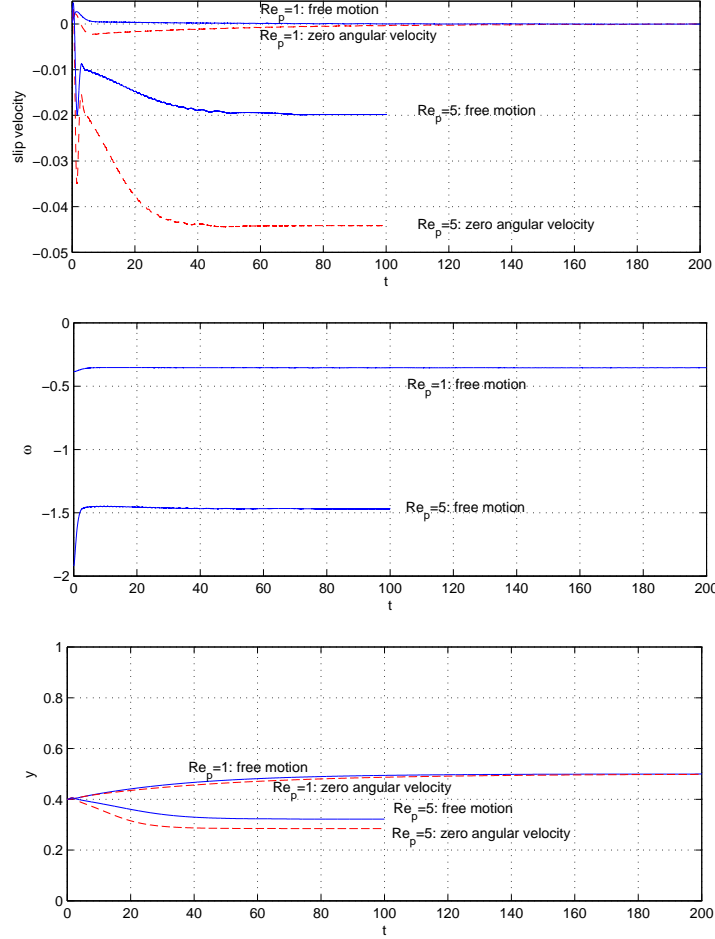 0
−0.01
−0.02
−0.03
−0.04
−0.05
slip velocity
Re_p=1: free motion
Re_p=1: zero angular velocity
Re_p=5: free motion
Re_p=5: zero angular velocity
0 20 40 60 80 100 120 140 160 180 200
t
0
−0.5
−1
−1.5
−2
ω
Re_p=1: free motion
Re_p=5: free motion
0 20 40 60 80 100 120 140 160 180 200
t
1
0.8
0.6
0.4
0.2
0
y
Re_p=1: free motion
Re_p=1: zero angular velocity
Re_p=5: free motion
Re_p=5: zero angular velocity
0 20 40 60 80 100 120 140 160 180 200
t